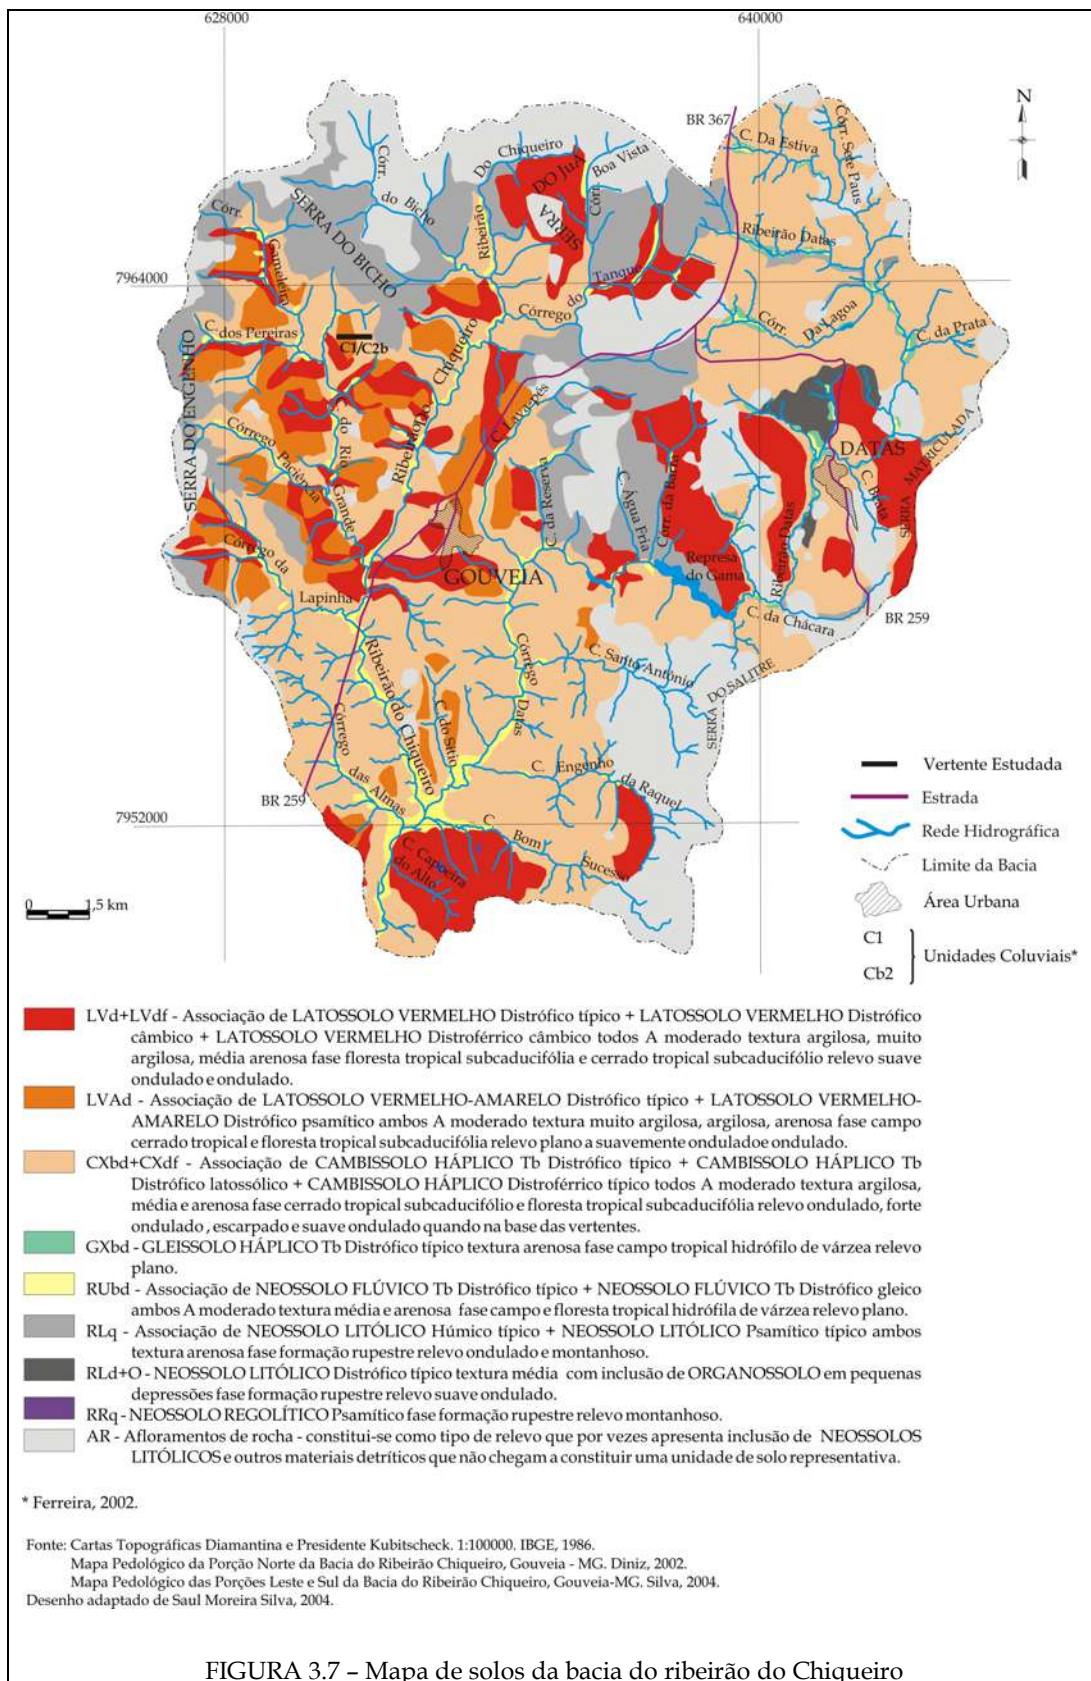 628000
640000
N
BR 367
C. Da Estiva
Córr. Sete Paus
Do Chiqueiro
Ribeirão
SERRA DO JuÁ
Córr. Boa Vista
Córr. do Bicho
SERRA DO BICHO
Córr. Gameleira
Ribeirão Datas
7964000
Tanque
Córrego do
Córr. Da Lagoa
C. da Prata
C. dos Pereiras
C1/C2b
SERRA DO ENGENHO
Ribeirão Do Chiqueiro
C. Lavapés
C. do Rio Grande
Córrego Paciência
C. da Reserva
C. Água Fria
Córr. da Barra
DATAS
C. Brota
SERRA MATRICULADA
Córrego da
Lapinha
GOUVEIA
Represa
do Gama
Ribeirão Datas
C. da Chácara
BR 259
Ribeirão do Chiqueiro
Córrego Datas
C. Santo Antônio
SERRA DO SALITRE
C. do Sitio
Córrego das Almas
C. Engenho da Raquel
BR 259
7952000
C. Bom Sucesso
C. Capoeira
do Alto
0 1,5 km
Vertente Estudada
Estrada
Rede Hidrográfica
Limite da Bacia
Área Urbana
C1
Cb2
Unidades Coluviais*
LVd+LVdf - Associação de LATOSSOLO VERMELHO Distrófico típico + LATOSSOLO VERMELHO Distrófico
câmbico + LATOSSOLO VERMELHO Distroférrico câmbico todos A moderado textura argilosa, muito
argilosa, média arenosa fase floresta tropical subcaducifólia e cerrado tropical subcaducifólio relevo suave
ondulado e ondulado.
LVAd - Associação de LATOSSOLO VERMELHO-AMARELO Distrófico típico + LATOSSOLO VERMELHO-
AMARELO Distrófico psamítico ambos A moderado textura muito argilosa, argilosa, arenosa fase campo
cerrado tropical e floresta tropical subcaducifólia relevo plano a suavemente onduladoe ondulado.
CXbd+CXdf - Associação de CAMBISSOLO HÁPLICO Tb Distrófico típico + CAMBISSOLO HÁPLICO Tb
Distrófico latossólico + CAMBISSOLO HÁPLICO Distroférrico típico todos A moderado textura argilosa,
média e arenosa fase cerrado tropical subcaducifólio e floresta tropical subcaducifólia relevo ondulado, forte
ondulado , escarpado e suave ondulado quando na base das vertentes.
GXbd - GLEISSOLO HÁPLICO Tb Distrófico típico textura arenosa fase campo tropical hidrófilo de várzea relevo
plano.
RUbd - Associação de NEOSSOLO FLÚVICO Tb Distrófico típico + NEOSSOLO FLÚVICO Tb Distrófico gleico
ambos A moderado textura média e arenosa fase campo e floresta tropical hidrófila de várzea relevo plano.
RLq - Associação de NEOSSOLO LITÓLICO Húmico típico + NEOSSOLO LITÓLICO Psamítico típico ambos
textura arenosa fase formação rupestre relevo ondulado e montanhoso.
RLd+O - NEOSSOLO LITÓLICO Distrófico típico textura média com inclusão de ORGANOSSOLO em pequenas
depressões fase formação rupestre relevo suave ondulado.
RRq - NEOSSOLO REGOLÍTICO Psamítico fase formação rupestre relevo montanhoso.
AR - Afloramentos de rocha - constitui-se como tipo de relevo que por vezes apresenta inclusão de NEOSSOLOS
LITÓLICOS e outros materiais detríticos que não chegam a constituir uma unidade de solo representativa.
* Ferreira, 2002.
Fonte: Cartas Topográficas Diamantina e Presidente Kubitscheck. 1:100000. IBGE, 1986.
Mapa Pedológico da Porção Norte da Bacia do Ribeirão Chiqueiro, Gouveia - MG. Diniz, 2002.
Mapa Pedológico das Porções Leste e Sul da Bacia do Ribeirão Chiqueiro, Gouveia-MG. Silva, 2004.
Desenho adaptado de Saul Moreira Silva, 2004.
FIGURA 3.7 – Mapa de solos da bacia do ribeirão do Chiqueiro